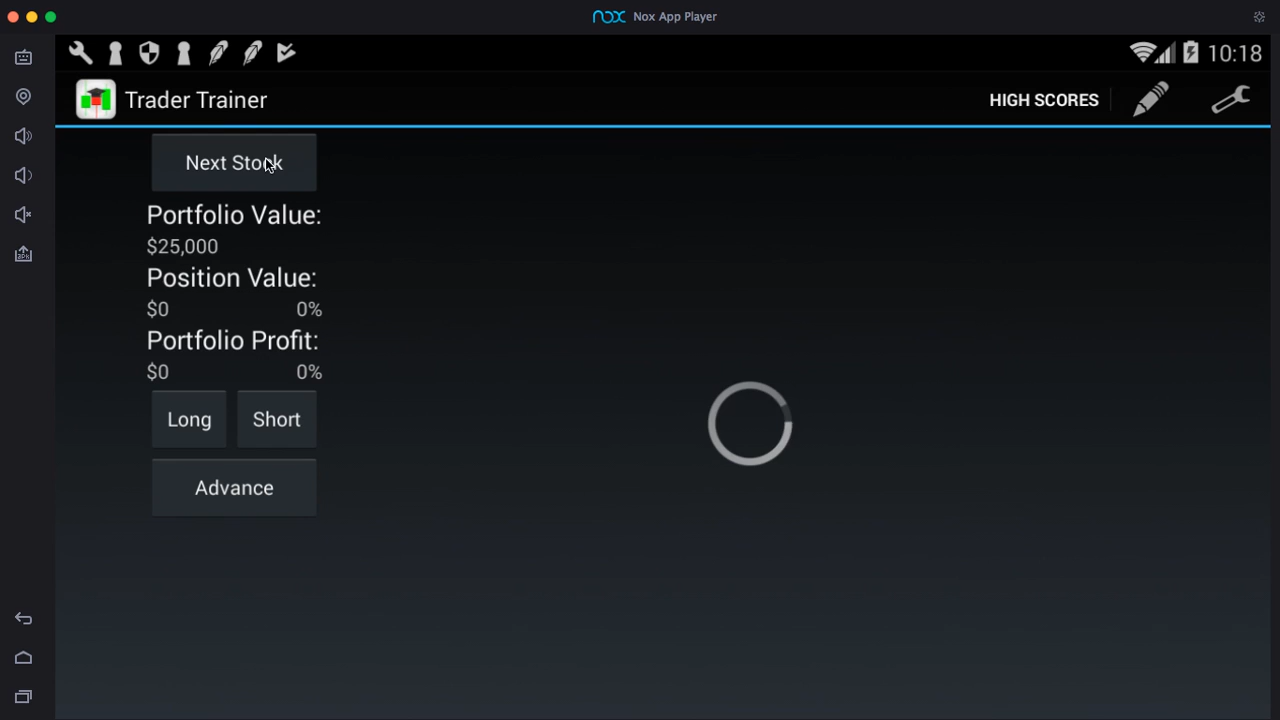 nox Nox App Player
10:18
Trader Trainer
HIGH SCORES
Next Stock
Portfolio Value:
$25,000
Position Value:
$0 0%
Portfolio Profit:
$0 0%
Long Short
Advance